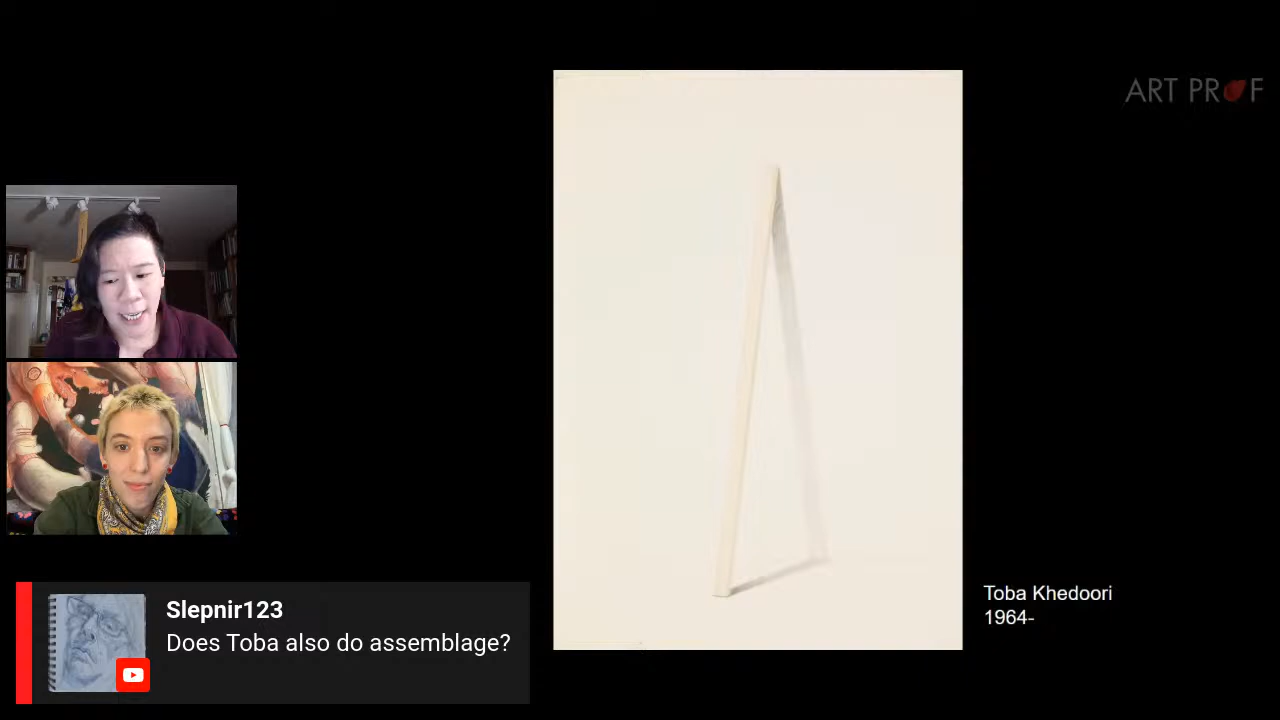 ART PROF
Slepnir123
Does Toba also do assemblage?
Toba Khedoori
1964-